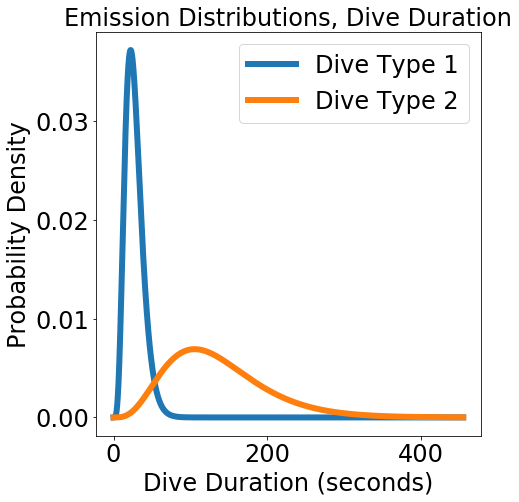 Emission Distributions, Dive Duration
Dive Type 1
Dive Type 2
Probability Density
0.03
0.02
0.01
0.00
0
200
400
Dive Duration (seconds)